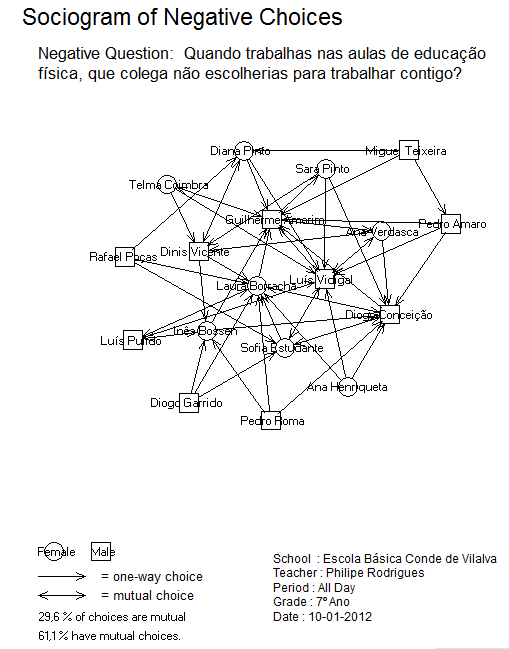 Sociogram of Negative Choices
Negative Question: Quando trabalhas nas aulas de educação
física, que colega não escolherias para trabalhar contigo?
Diana Pinto
Miguel Teixeira
Sara Pinto
Telma Coimbra
Guilherme Amorim
Pedro Amaro
Ana Verdasca
Dinis Vicente
Rafael Poças
Luís Vidigal
Laura Borracha
Diogo Conceição
Inês Bossen
Luís Pulido
Sofia Estudante
Ana Henriqueta
Diogo Garrido
Pedro Roma
Female Male
= one-way choice
= mutual choice
29,6 % of choices are mutual
61,1 % have mutual choices.
School : Escola Básica Conde de Vilalva
Teacher : Philipe Rodrigues
Period : All Day
Grade : 7º Ano
Date : 10-01-2012